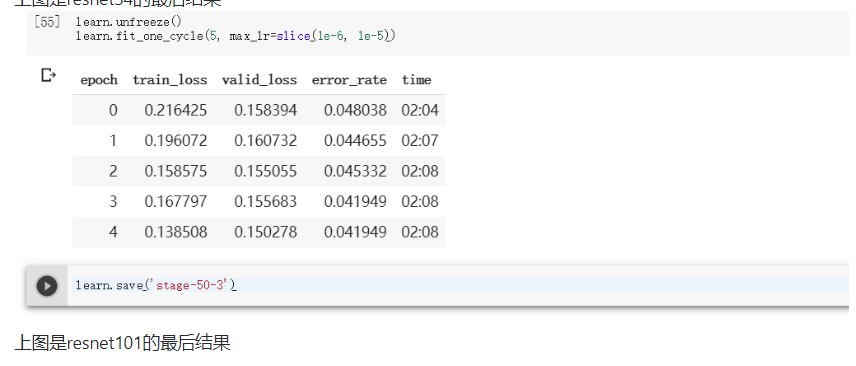 上图是resnet34的最后结果
[55] learn.unfreeze()
learn.fit_one_cycle(5, max_lr=slice(1e-6, 1e-5))
epoch train_loss valid_loss error_rate time
0 0.216425 0.158394 0.048038 02:04
1 0.196072 0.160732 0.044655 02:07
2 0.158575 0.155055 0.045332 02:08
3 0.167797 0.155683 0.041949 02:08
4 0.138508 0.150278 0.041949 02:08
learn.save('stage-50-3')
上图是resnet101的最后结果